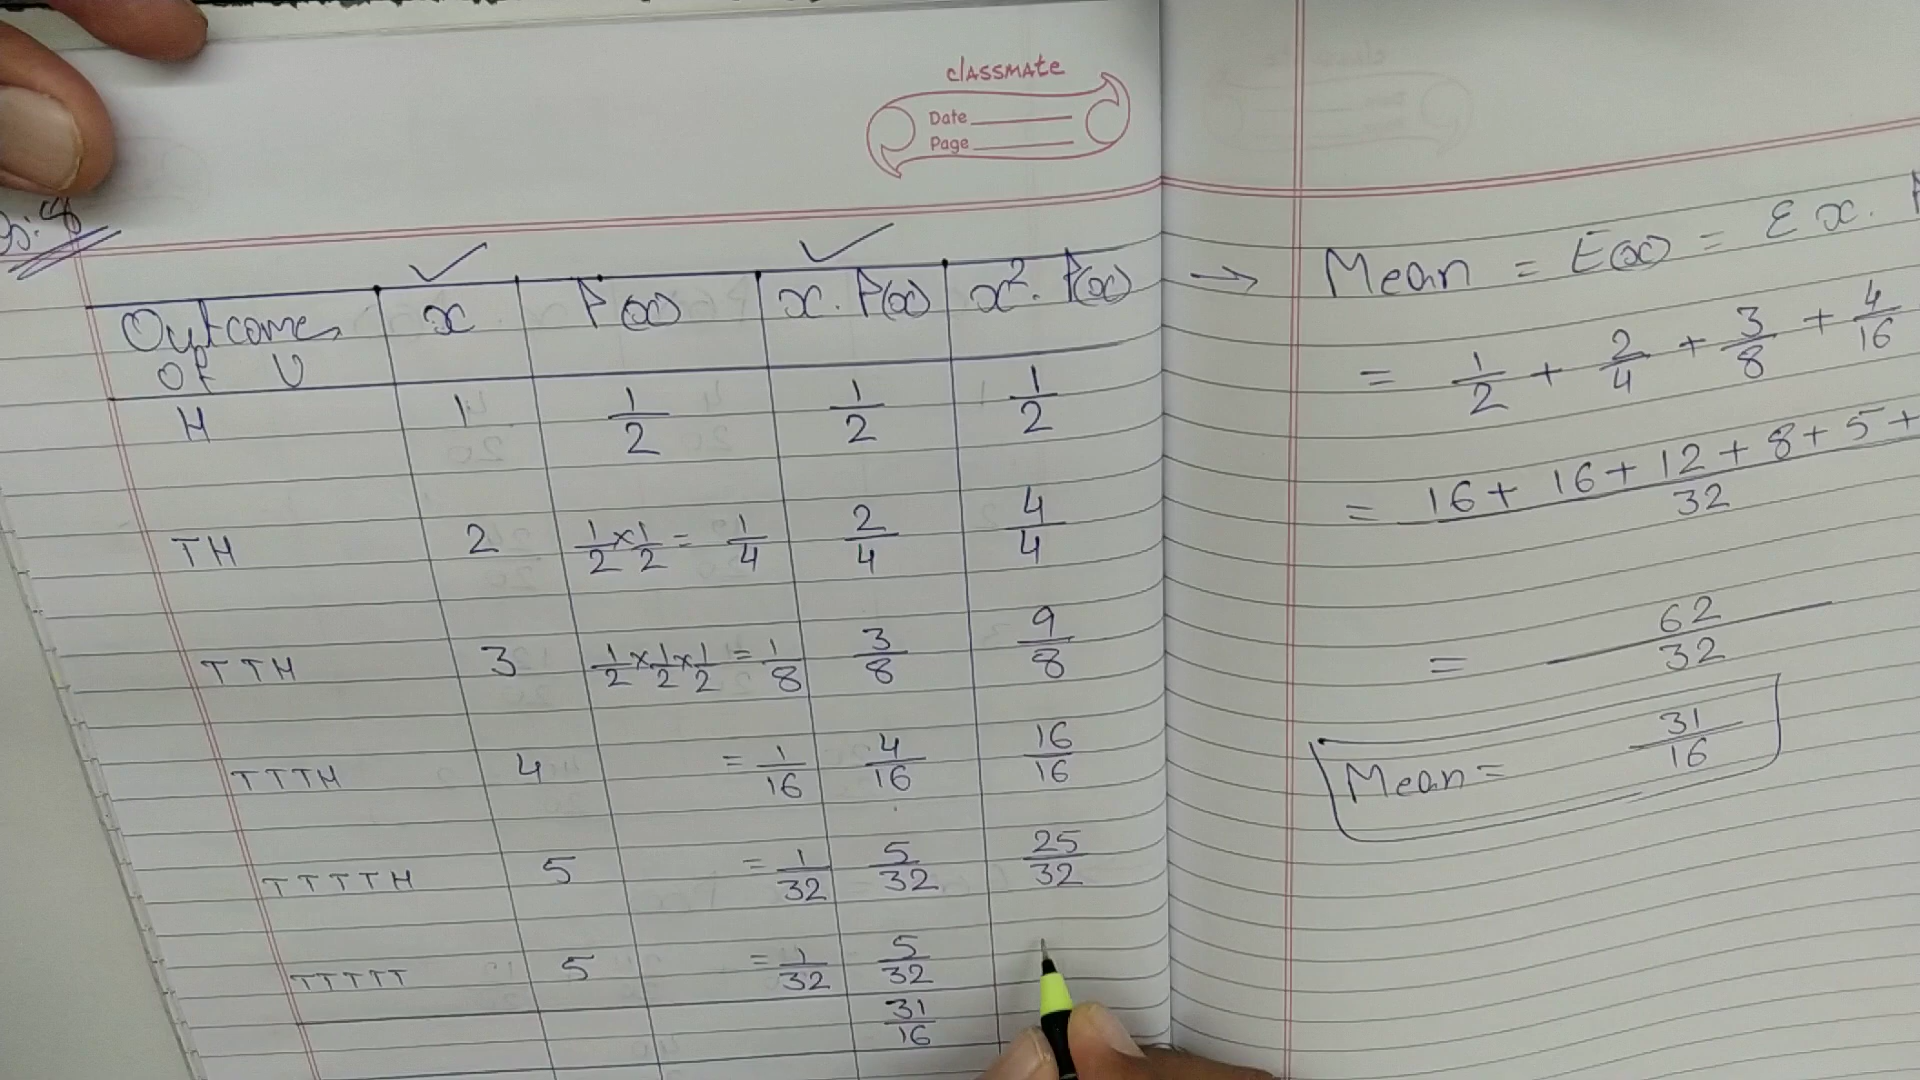 classmate
Date
Page
Outcomes of U | x | P(x) | x . P(x) | x². P(x)
H | 1 | 1/2 | 1/2 | 1/2
TH | 2 | 1/2 × 1/2 = 1/4 | 2/4 | 4/4
TTH | 3 | 1/2 × 1/2 × 1/2 = 1/8 | 3/8 | 9/8
TTTH | 4 | = 1/16 | 4/16 | 16/16
TTTTH | 5 | = 1/32 | 5/32 | 25/32
TTTTT | 5 | = 1/32 | 5/32
31/16
→ Mean = E(x) = Σ x.
= 1/2 + 2/4 + 3/8 + 4/16
= 16 + 16 + 12 + 8 + 5 + / 32
= 62/32
Mean = 31/16